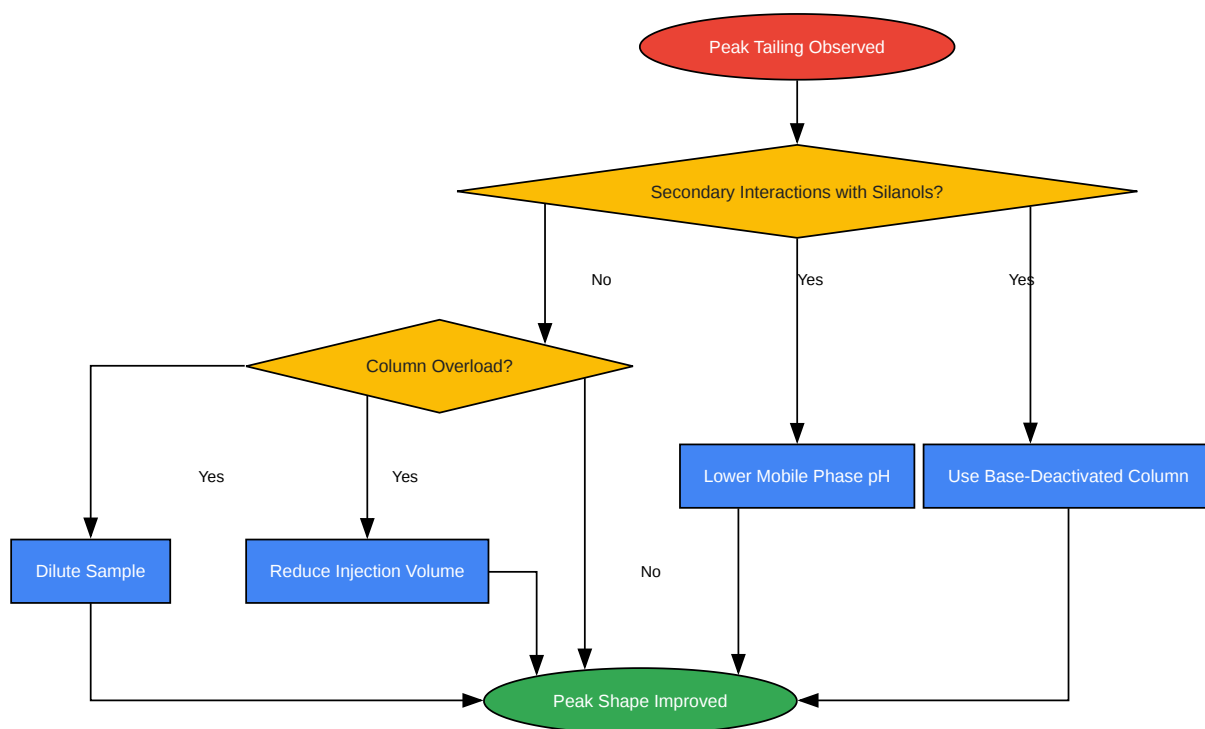 Peak Tailing Observed
Secondary Interactions with Silanols?
No
Yes
Yes
Column Overload?
Lower Mobile Phase pH
Use Base-Deactivated Column
Yes
Yes
Dilute Sample
Reduce Injection Volume
No
Peak Shape Improved